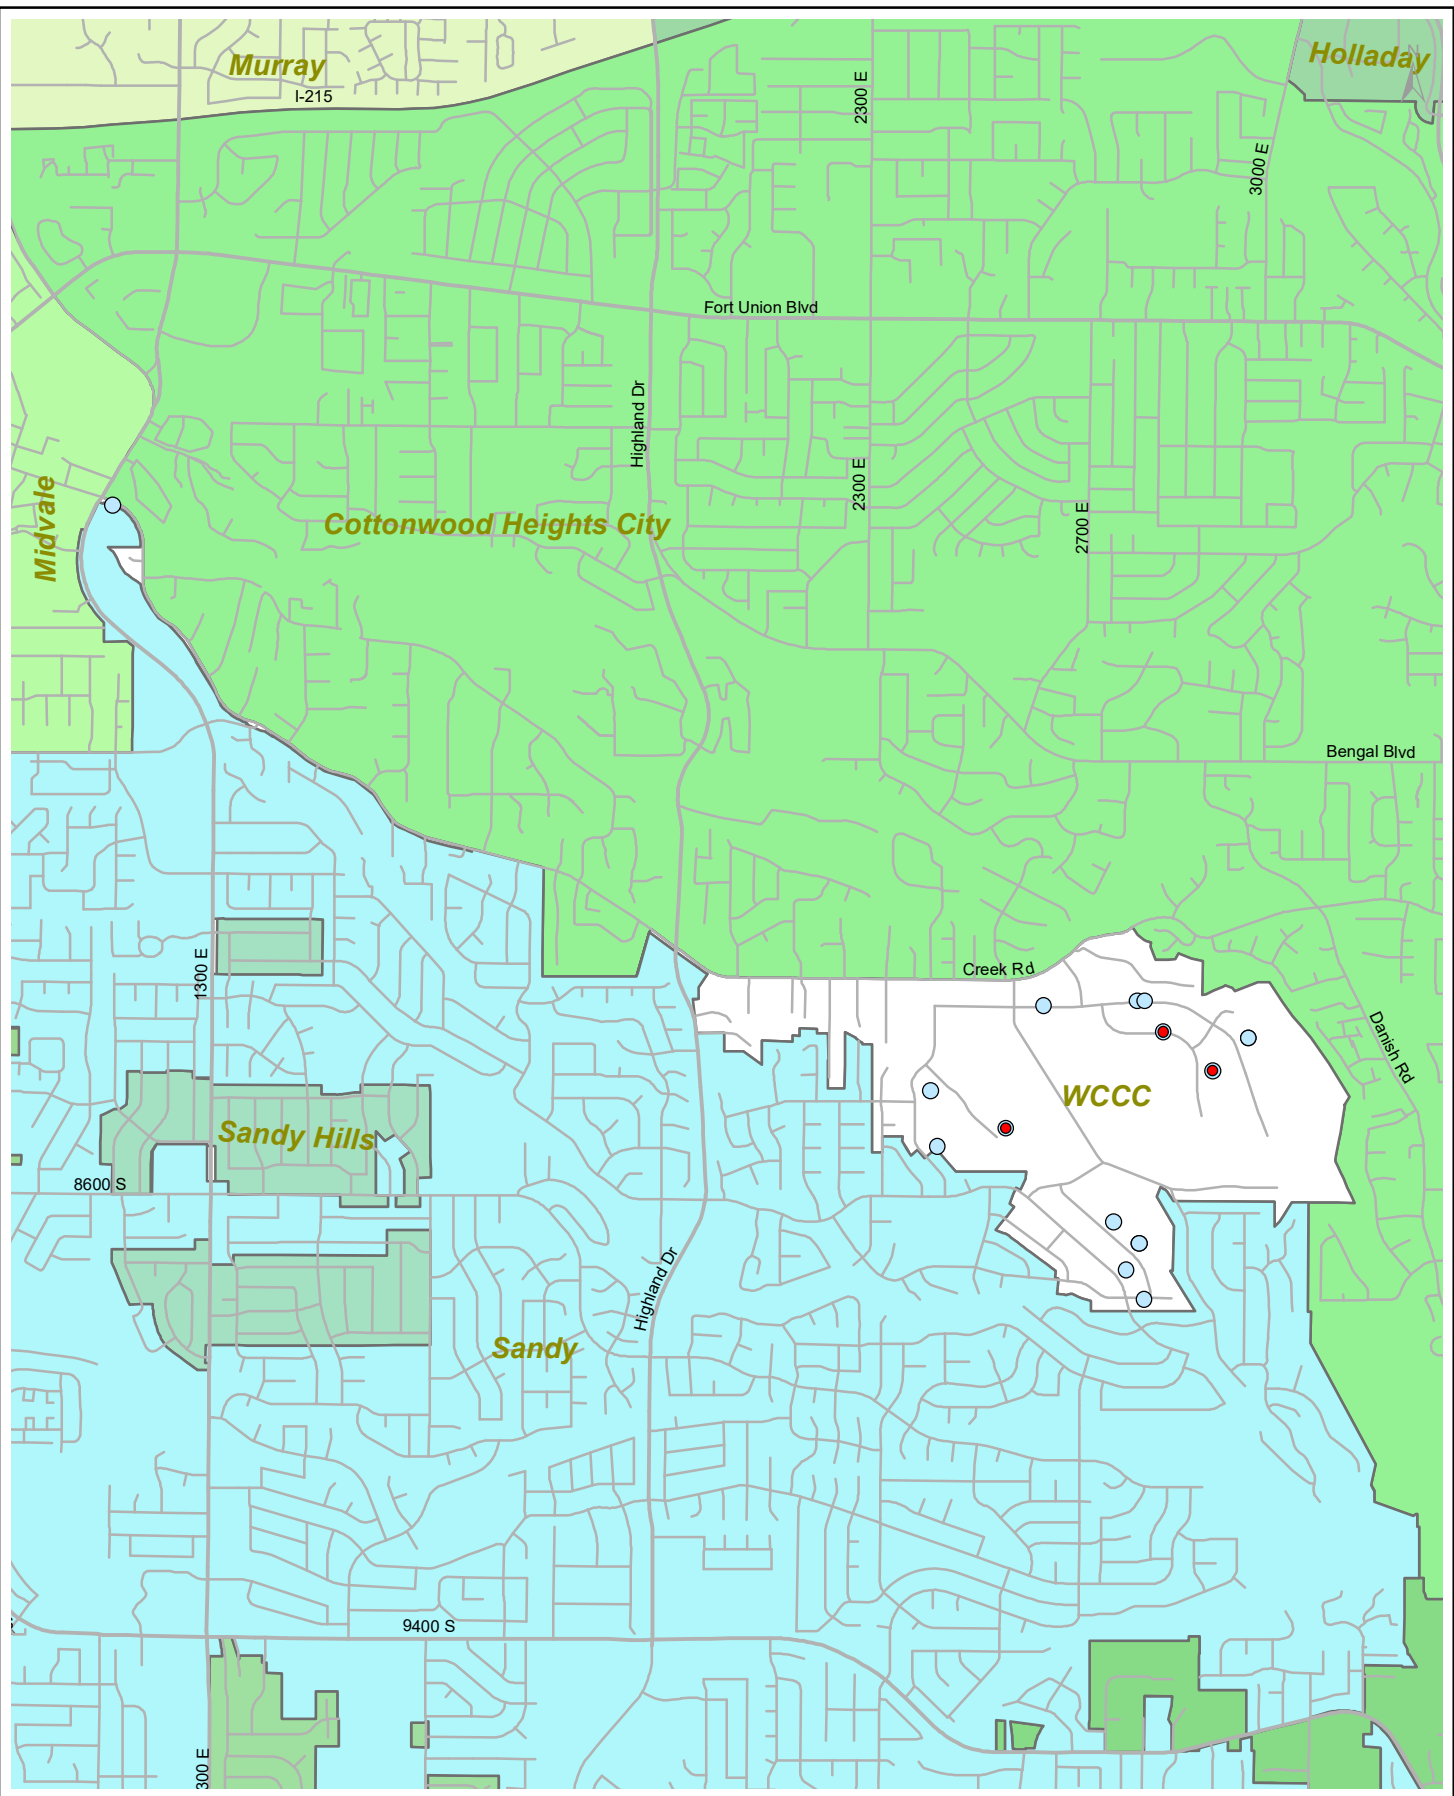 Murray
Holladay
I-215
2300 E
3000 E
Fort Union Blvd
Highland Dr
2300 E
Midvale
Cottonwood Heights City
2700 E
Bengal Blvd
1300 E
Creek Rd
Danish Rd
WCCC
Sandy Hills
8600 S
Highland Dr
Sandy
9400 S
300 E